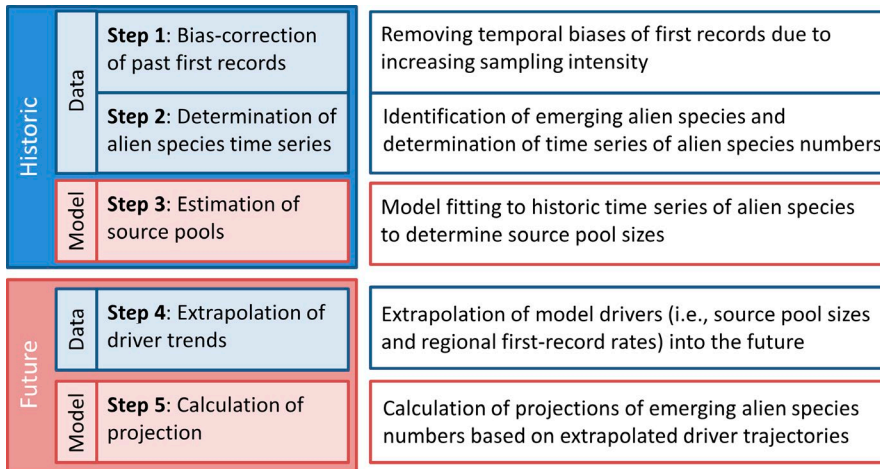 Historic
Data
Step 1: Bias-correction
of past first records
Removing temporal biases of first records due to
increasing sampling intensity
Step 2: Determination of
alien species time series
Identification of emerging alien species and
determination of time series of alien species numbers
Model
Step 3: Estimation of
source pools
Model fitting to historic time series of alien species
to determine source pool sizes
Future
Data
Step 4: Extrapolation of
driver trends
Extrapolation of model drivers (i.e., source pool sizes
and regional first-record rates) into the future
Model
Step 5: Calculation of
projection
Calculation of projections of emerging alien species
numbers based on extrapolated driver trajectories